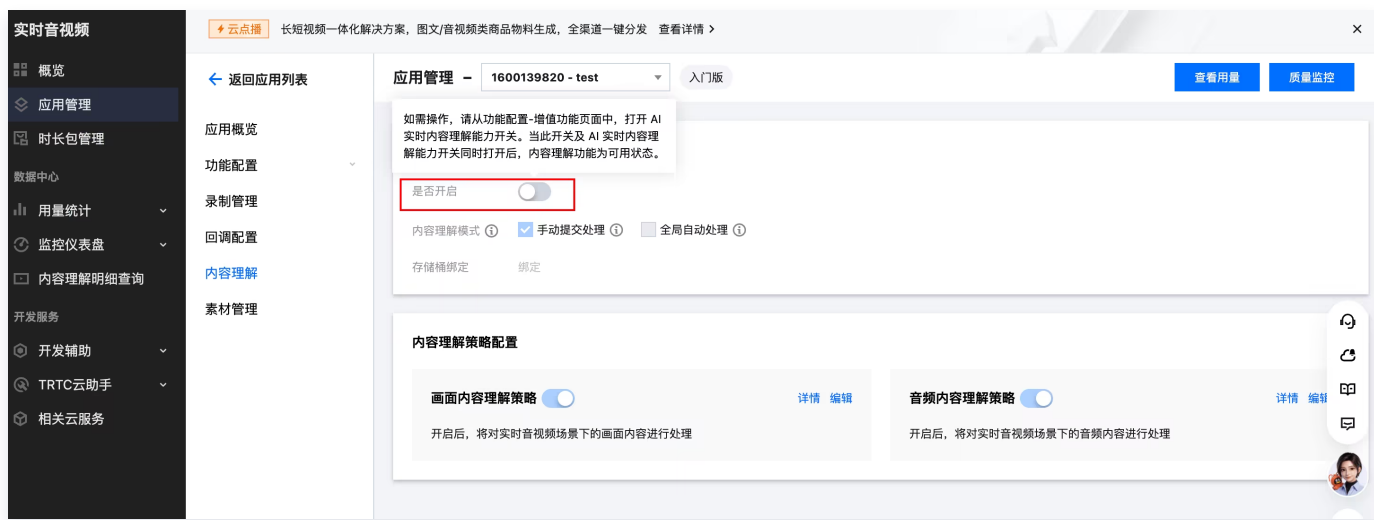 实时音视频
概览
应用管理
时长包管理
数据中心
用量统计
监控仪表盘
内容理解明细查询
开发服务
开发辅助
TRTC云助手
相关云服务
云点播 长短视频一体化解决方案，图文/音视频类商品物料生成，全渠道一键分发 查看详情
返回应用列表
应用概览
功能配置
录制管理
回调配置
内容理解
素材管理
应用管理 – 1600139820 - test 入门版 查看用量 质量监控
如需操作，请从功能配置-增值功能页面中，打开 AI
实时内容理解能力开关。当此开关及 AI 实时内容理
解能力开关同时打开后，内容理解功能为可用状态。
是否开启
内容理解模式 手动提交处理 全局自动处理
存储桶绑定 绑定
内容理解策略配置
画面内容理解策略 详情 编辑
开启后，将对实时音视频场景下的画面内容进行处理
音频内容理解策略 详情 编辑
开启后，将对实时音视频场景下的音频内容进行处理